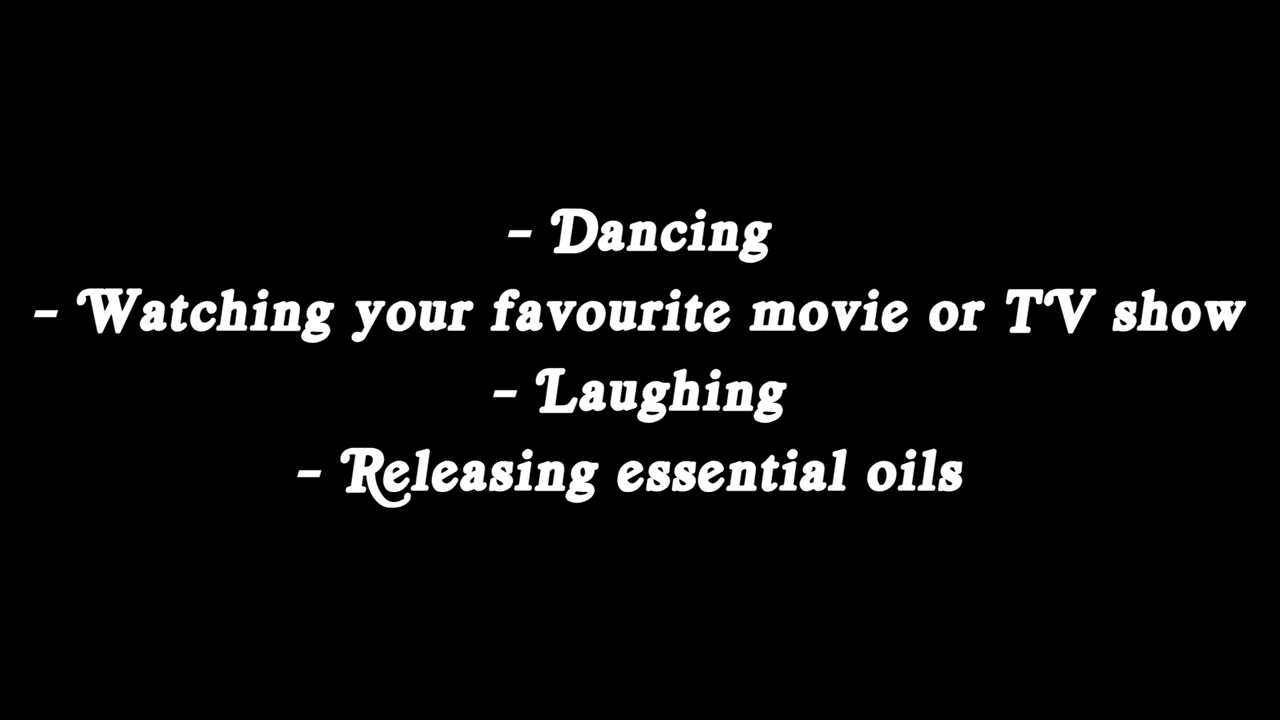 - Dancing
- Watching your favourite movie or TV show
- Laughing
- Releasing essential oils